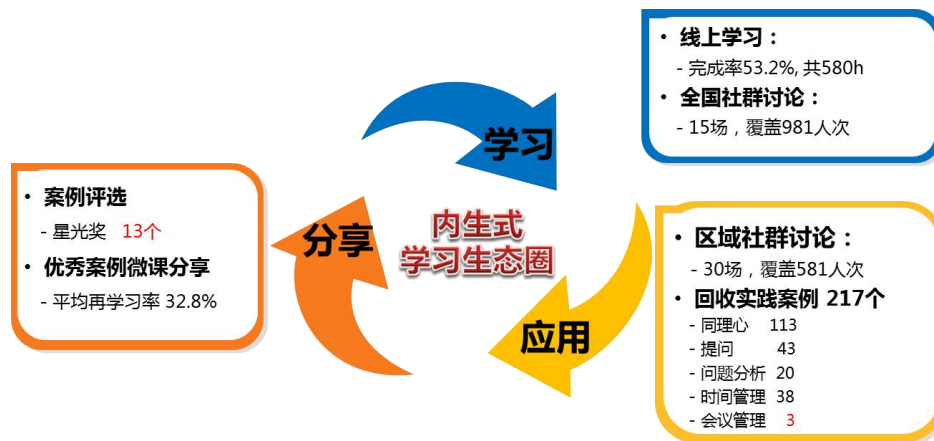 • 线上学习：
- 完成率53.2%, 共580h
• 全国社群讨论：
- 15场，覆盖981人次
学习
• 案例评选
- 星光奖 13个
• 优秀案例微课分享
- 平均再学习率 32.8%
分享
内生式
学习生态圈
应用
• 区域社群讨论：
- 30场，覆盖581人次
• 回收实践案例 217个
- 同理心 113
- 提问 43
- 问题分析 20
- 时间管理 38
- 会议管理 3